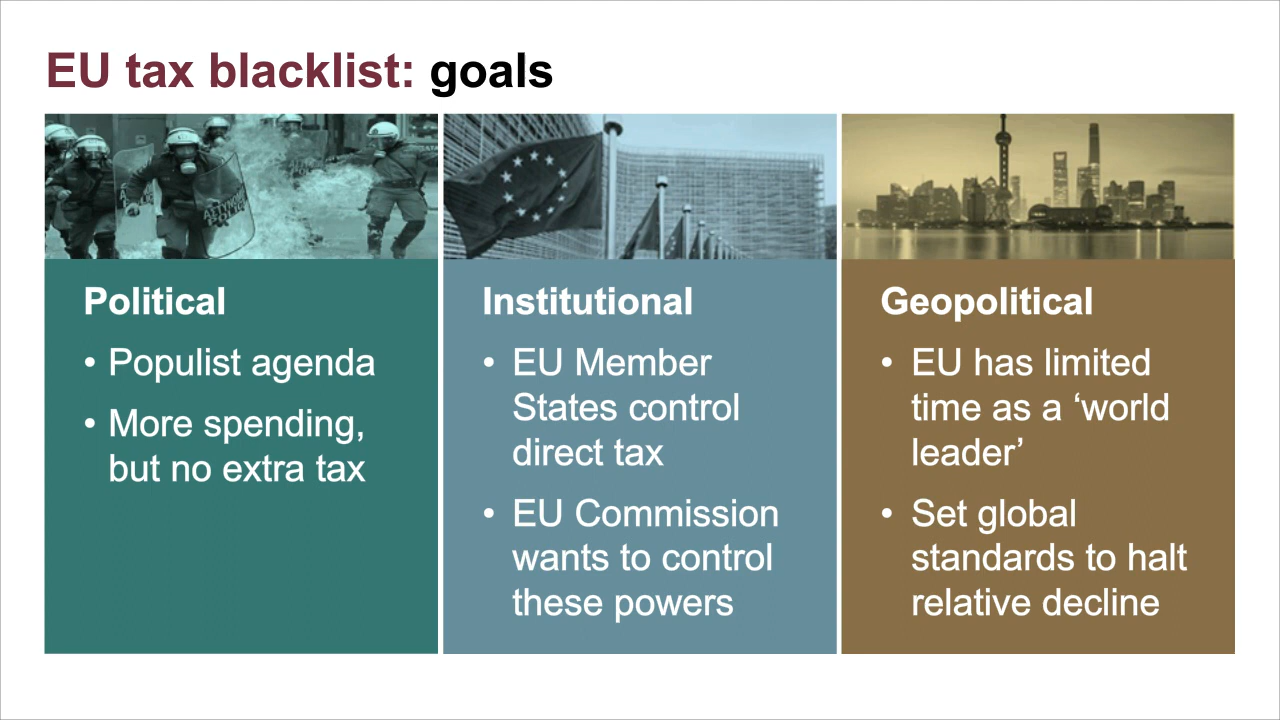 EU tax blacklist: goals
Political
• Populist agenda
• More spending,
but no extra tax
Institutional
• EU Member
States control
direct tax
• EU Commission
wants to control
these powers
Geopolitical
• EU has limited
time as a ‘world
leader’
• Set global
standards to halt
relative decline